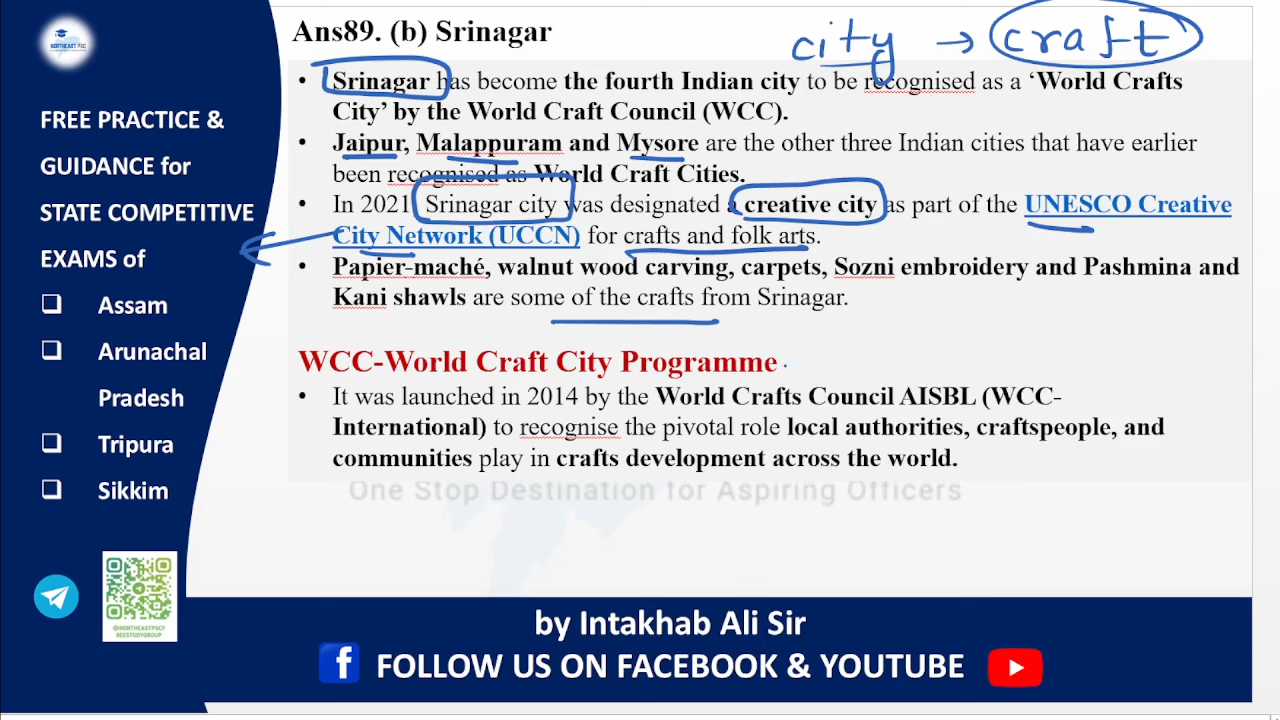 NORTHEAST PSC
FREE PRACTICE &
GUIDANCE for
STATE COMPETITIVE
EXAMS of
❑ Assam
❑ Arunachal
Pradesh
❑ Tripura
❑ Sikkim
@NORTHEASTPSCF
REESTUDYGROUP
Ans89. (b) Srinagar
city → craft
• Srinagar has become the fourth Indian city to be recognised as a ‘World Crafts
City’ by the World Craft Council (WCC).
• Jaipur, Malappuram and Mysore are the other three Indian cities that have earlier
been recognised as World Craft Cities.
• In 2021 Srinagar city was designated a creative city as part of the UNESCO Creative
City Network (UCCN) for crafts and folk arts.
• Papier-maché, walnut wood carving, carpets, Sozni embroidery and Pashmina and
Kani shawls are some of the crafts from Srinagar.
WCC-World Craft City Programme
• It was launched in 2014 by the World Crafts Council AISBL (WCC-
International) to recognise the pivotal role local authorities, craftspeople, and
communities play in crafts development across the world.
One Stop Destination for Aspiring Officers
by Intakhab Ali Sir
f FOLLOW US ON FACEBOOK & YOUTUBE